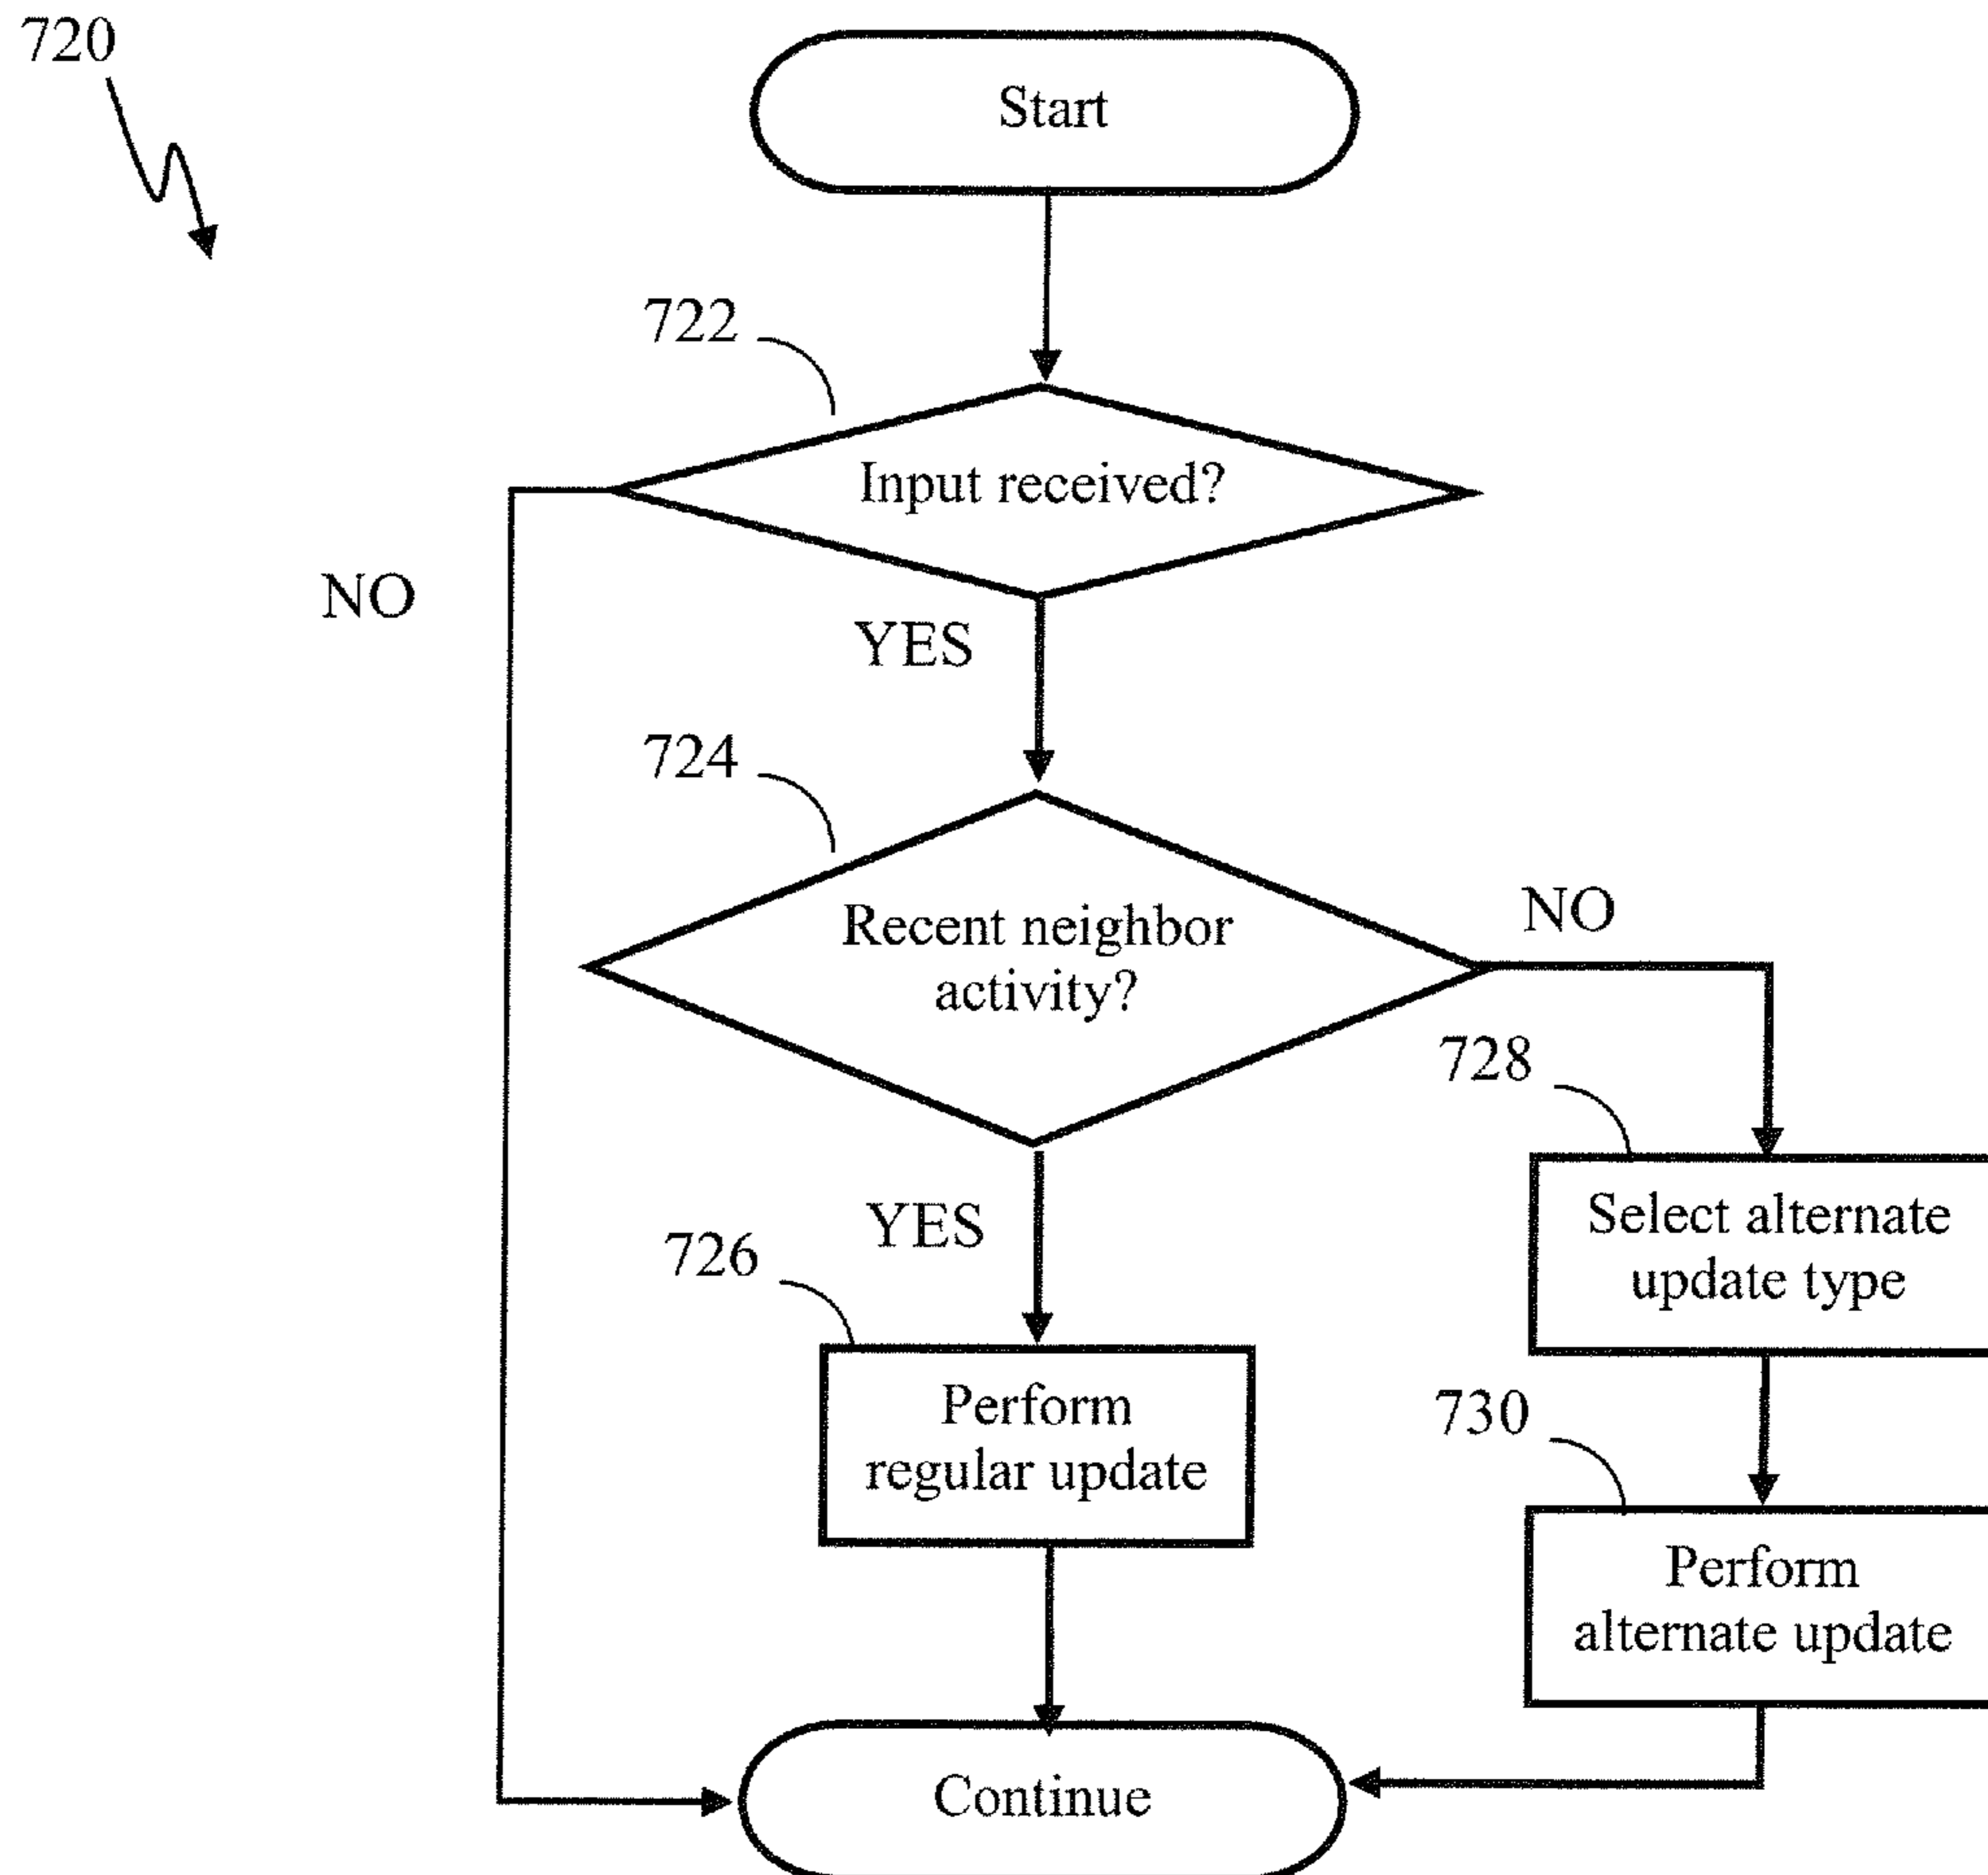 720
Start
722
Input received?
NO
YES
724
Recent neighbor
activity?
NO
728
YES
Select alternate
update type
726
Perform
regular update
730
Perform
alternate update
Continue